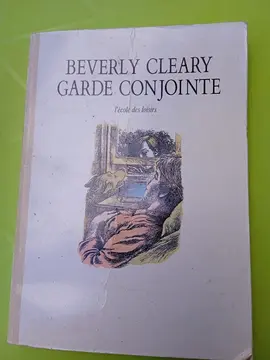 BEVERLY CLEARY
GARDE CONJOINTE
l'école des loisirs